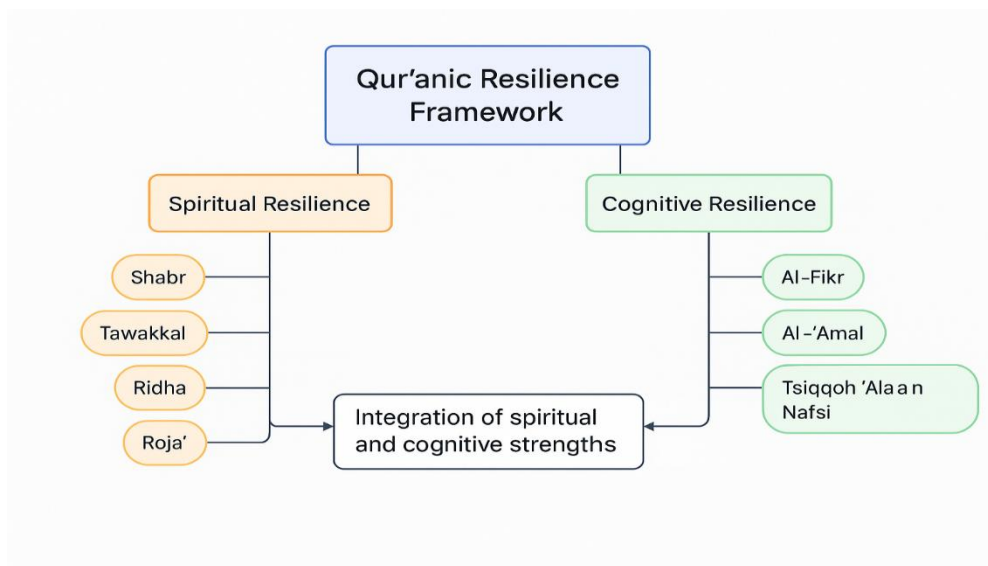 Qur'anic Resilience
Framework
Spiritual Resilience
Cognitive Resilience
Shabr
Tawakkal
Ridha
Roja'
Al-Fikr
Al-'Amal
Tsiqqoh 'Alaan
Nafsi
Integration of spiritual
and cognitive strengths